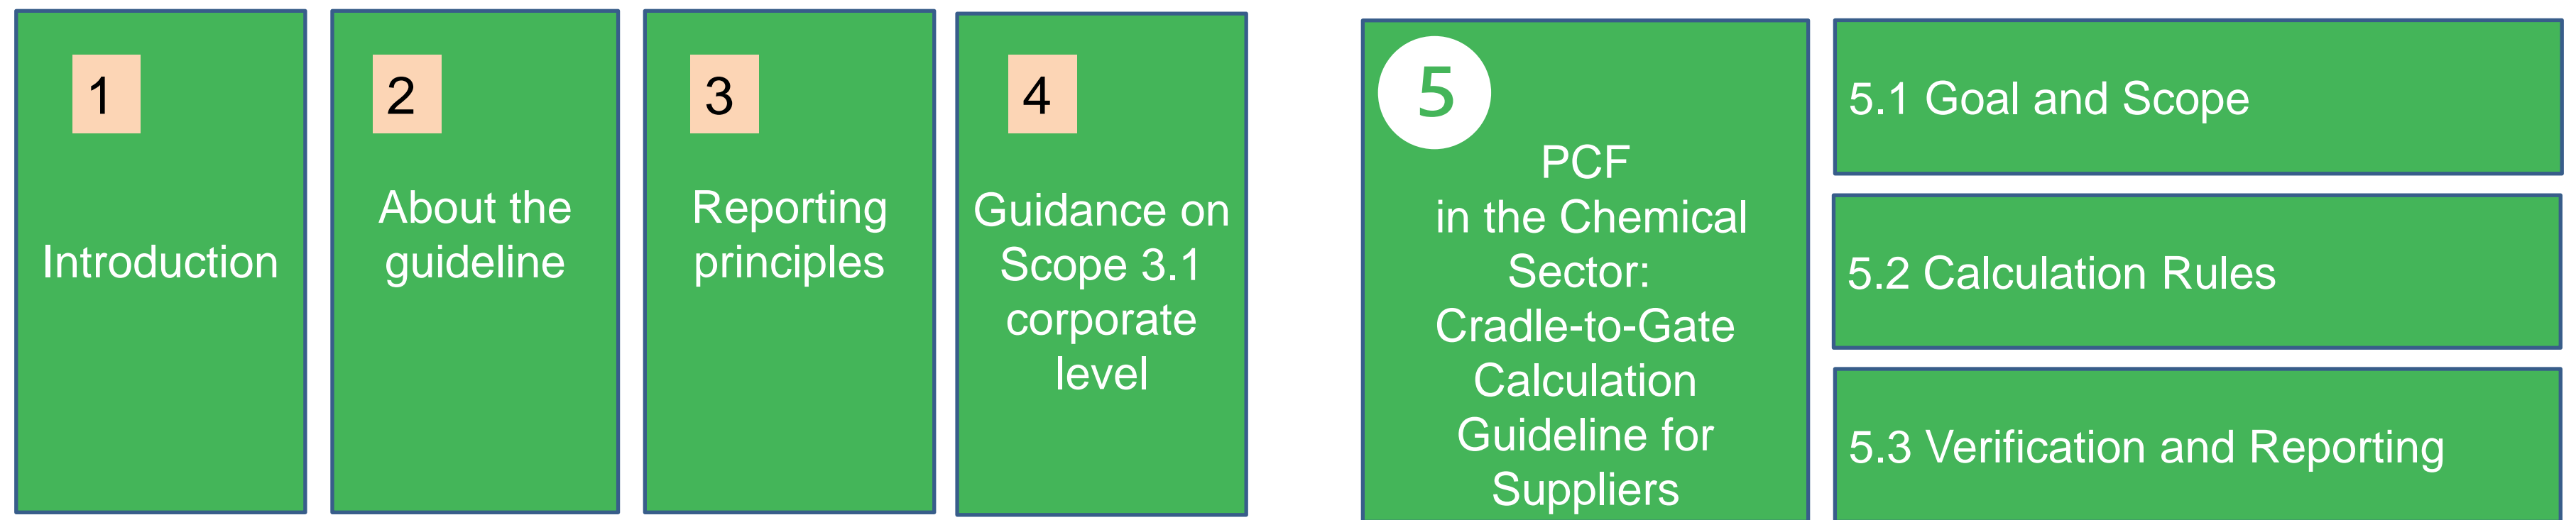 1
Introduction
2
About the
guideline
3
Reporting
principles
4
Guidance on
Scope 3.1
corporate
level
5
PCF
in the Chemical
Sector:
Cradle-to-Gate
Calculation
Guideline for
Suppliers
5.1 Goal and Scope
5.2 Calculation Rules
5.3 Verification and Reporting